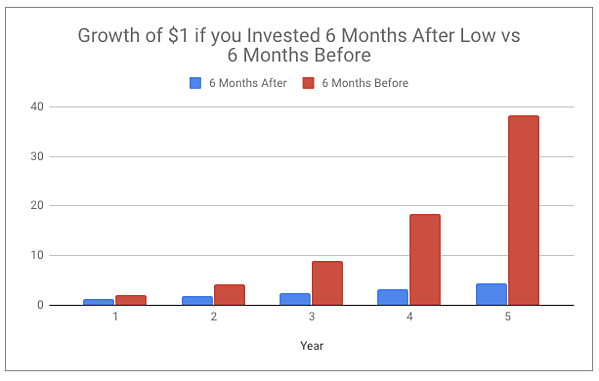 Growth of $1 if you Invested 6 Months After Low vs
6 Months Before
6 Months After 6 Months Before
40
30
20
10
0
1 2 3 4 5
Year